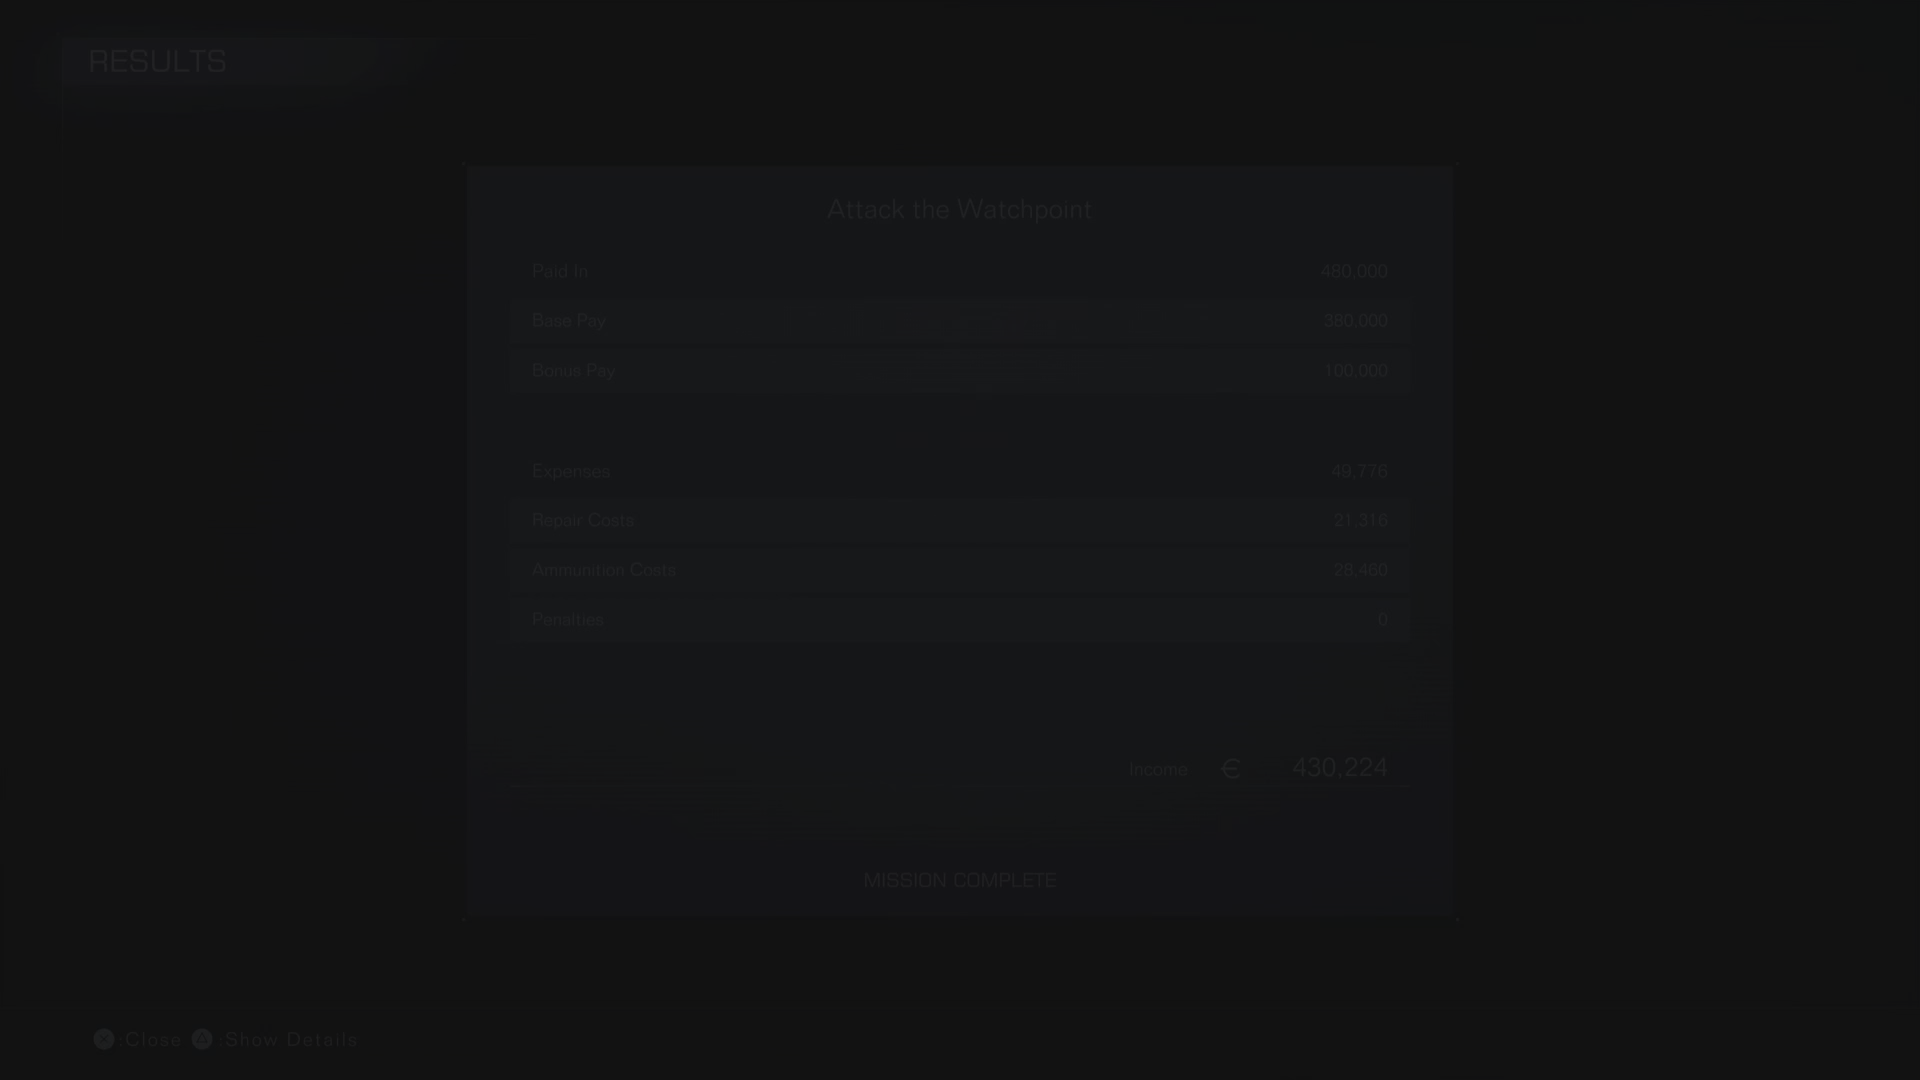 RESULTS
Attack the Watchpoint
Paid In 480,000
Base Pay 380,000
Bonus Pay 100,000
Expenses 49,776
Repair Costs 21,316
Ammunition Costs 28,460
Penalties 0
Income € 430,224
MISSION COMPLETE
:Close :Show Details